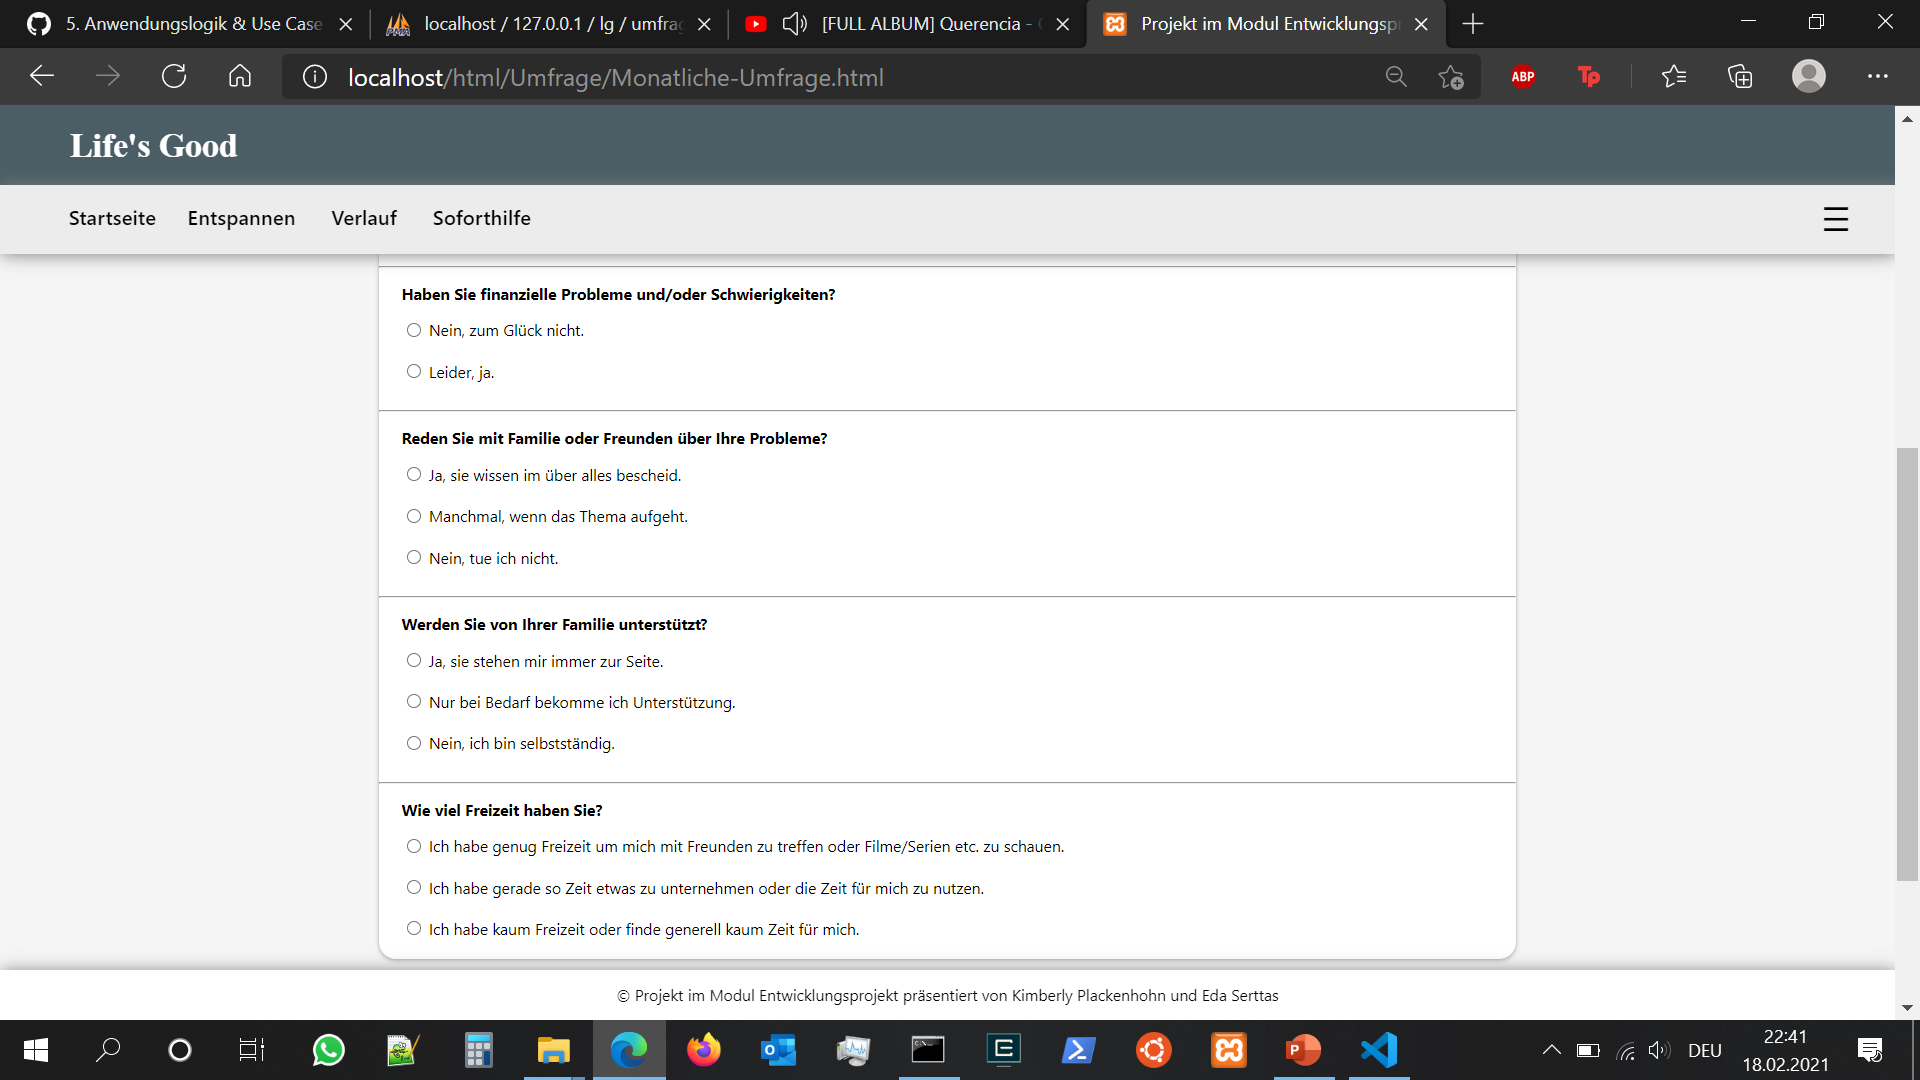 5. Anwendungslogik & Use Case
localhost / 127.0.0.1 / lg / umfrag
[FULL ALBUM] Querencia -
Projekt im Modul Entwicklungspr
localhost/html/Umfrage/Monatliche-Umfrage.html
ABP
Tp
Life's Good
Startseite Entspannen Verlauf Soforthilfe
Haben Sie finanzielle Probleme und/oder Schwierigkeiten?
Nein, zum Glück nicht.
Leider, ja.
Reden Sie mit Familie oder Freunden über Ihre Probleme?
Ja, sie wissen im über alles bescheid.
Manchmal, wenn das Thema aufgeht.
Nein, tue ich nicht.
Werden Sie von Ihrer Familie unterstützt?
Ja, sie stehen mir immer zur Seite.
Nur bei Bedarf bekomme ich Unterstützung.
Nein, ich bin selbstständig.
Wie viel Freizeit haben Sie?
Ich habe genug Freizeit um mich mit Freunden zu treffen oder Filme/Serien etc. zu schauen.
Ich habe gerade so Zeit etwas zu unternehmen oder die Zeit für mich zu nutzen.
Ich habe kaum Freizeit oder finde generell kaum Zeit für mich.
© Projekt im Modul Entwicklungsprojekt präsentiert von Kimberly Plackenhohn und Eda Serttas
DEU
22:41
18.02.2021